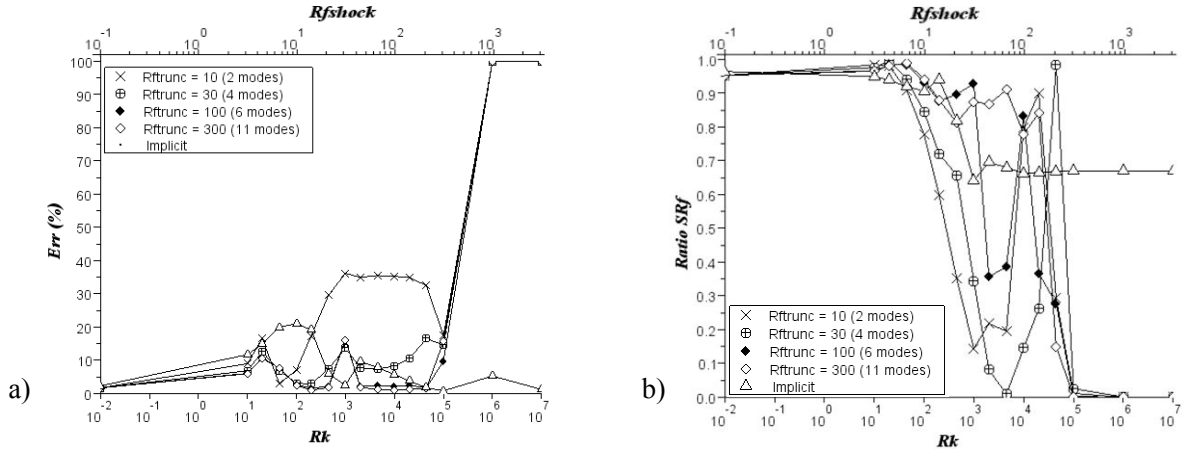 Rfshock
10^-1 10^0 10^1 10^2 10^3
Err (%)
100
90
80
70
60
50
40
30
20
10
0
Rftrunc = 10 (2 modes)
Rftrunc = 30 (4 modes)
Rftrunc = 100 (6 modes)
Rftrunc = 300 (11 modes)
Implicit
a)
10^-2 10^-1 10^0 10^1 10^2 10^3 10^4 10^5 10^6 10^7
Rk
Rfshock
10^-1 10^0 10^1 10^2 10^3
Ratio SRf
1.0
0.9
0.8
0.7
0.6
0.5
0.4
0.3
0.2
0.1
0.0
Rftrunc = 10 (2 modes)
Rftrunc = 30 (4 modes)
Rftrunc = 100 (6 modes)
Rftrunc = 300 (11 modes)
Implicit
b)
10^-2 10^-1 10^0 10^1 10^2 10^3 10^4 10^5 10^6 10^7
Rk